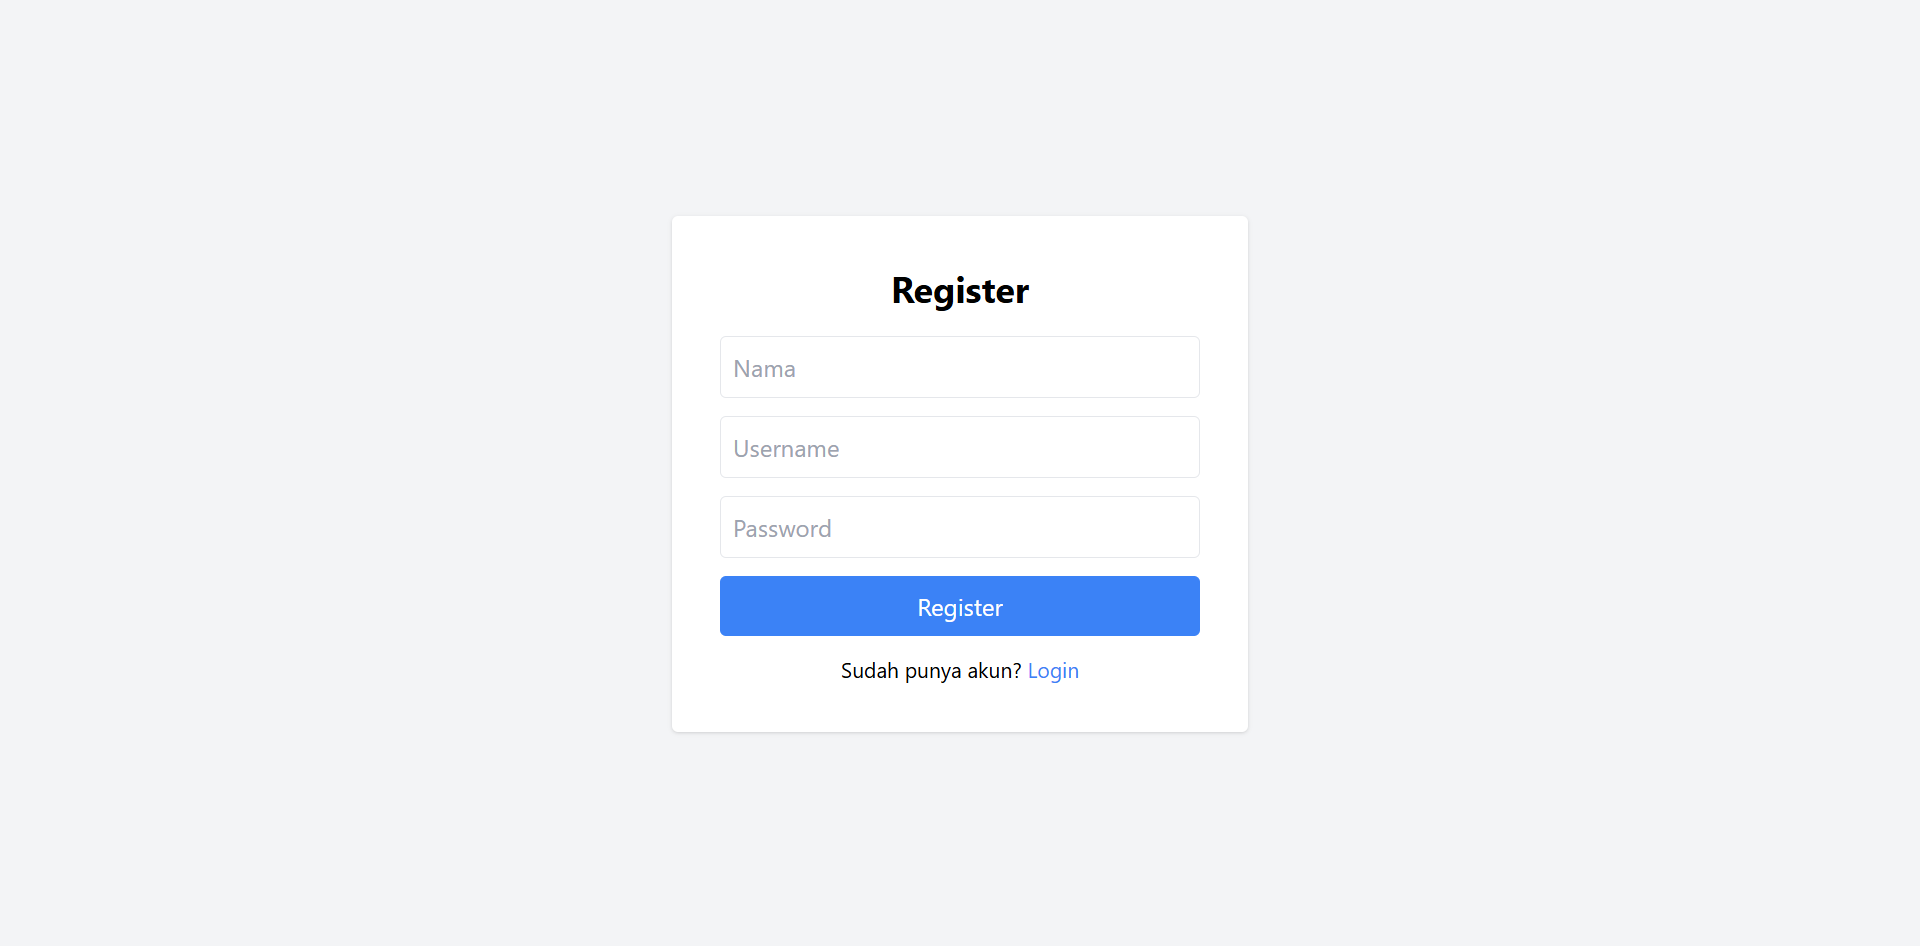 Register
Nama
Username
Password
Register
Sudah punya akun? Login